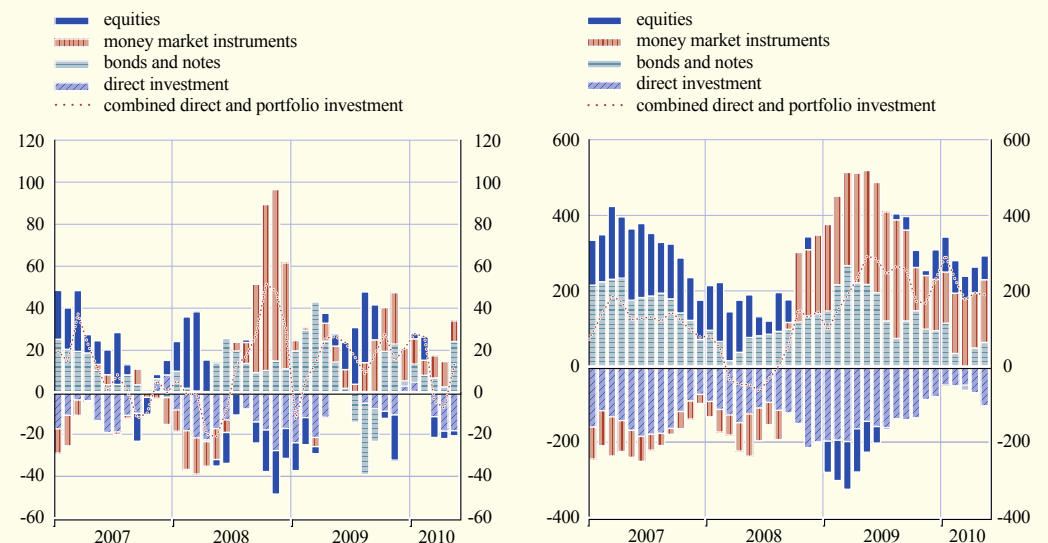 equities
money market instruments
bonds and notes
direct investment
combined direct and portfolio investment
120 120
100 100
80 80
60 60
40 40
20 20
0 0
-20 -20
-40 -40
-60 -60
2007 2008 2009 2010
equities
money market instruments
bonds and notes
direct investment
combined direct and portfolio investment
600 600
400 400
200 200
0 0
-200 -200
-400 -400
2007 2008 2009 2010